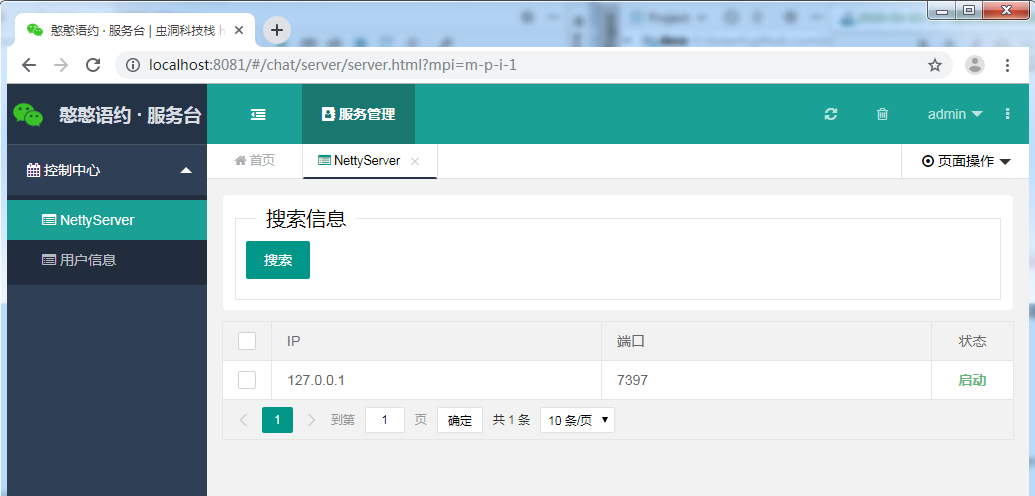 憨憨语约 · 服务台 | 虫洞科技栈
localhost:8081/#/chat/server/server.html?mpi=m-p-i-1
憨憨语约 · 服务台
服务管理
admin
控制中心
首页
NettyServer
页面操作
NettyServer
用户信息
搜索信息
搜索
IP 端口 状态
127.0.0.1 7397 启动
1 到第 1 页 确定 共 1 条 10 条/页